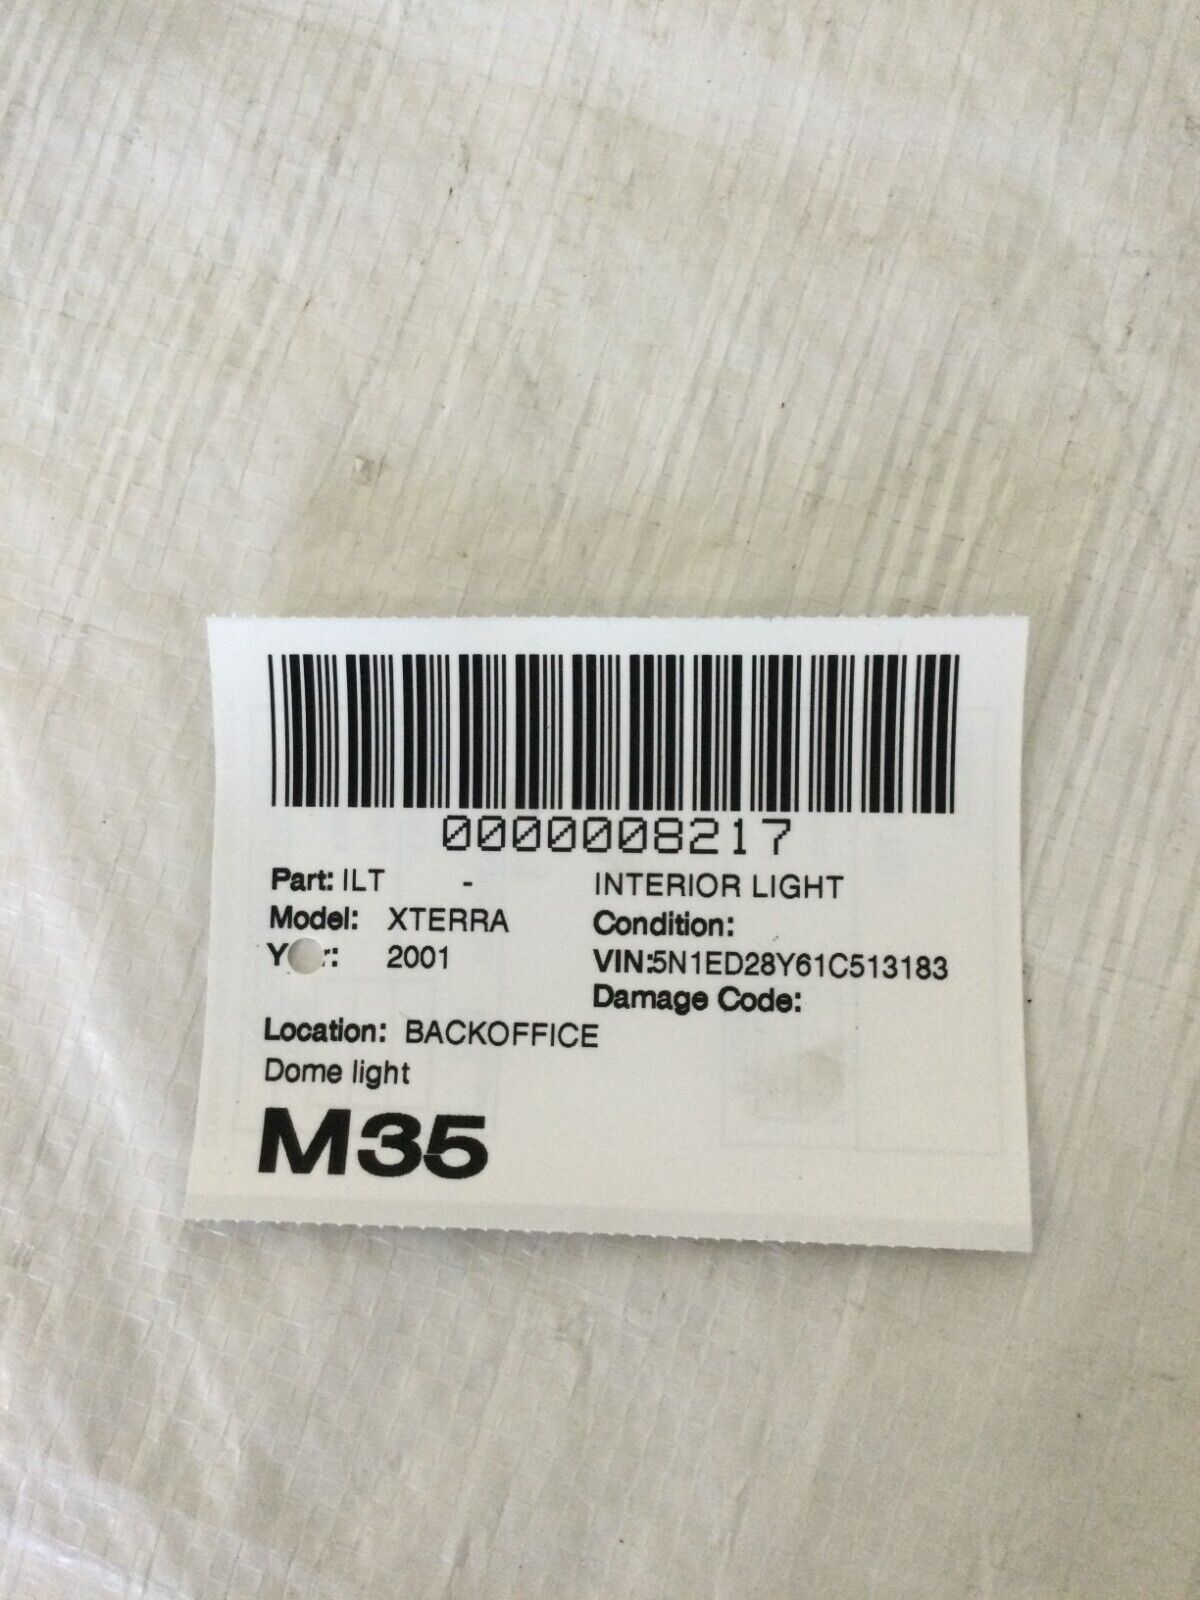 0000008217
Part: ILT - INTERIOR LIGHT
Model: XTERRA Condition:
2001 VIN:5N1ED28Y61C513183
Damage Code:
Location: BACKOFFICE
Dome light
M35